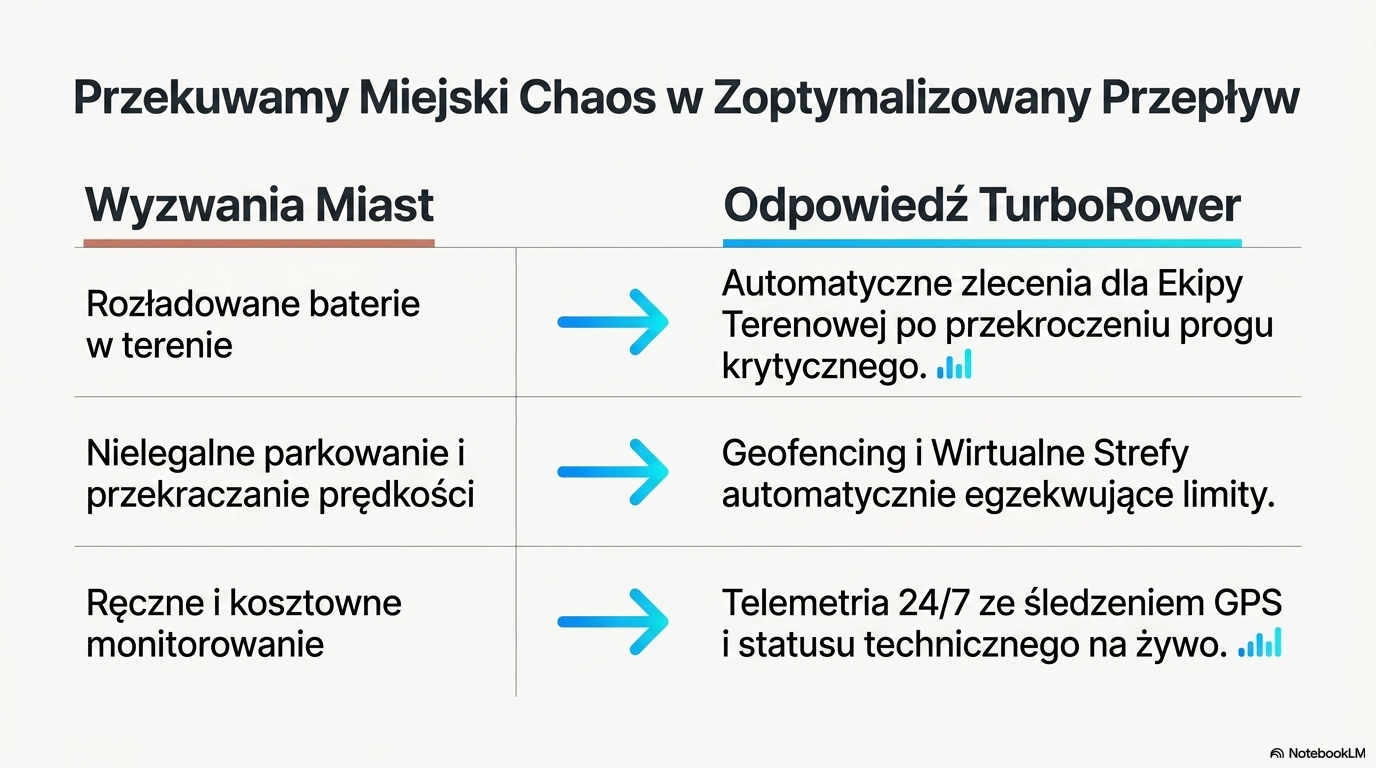 Przekuwamy Miejski Chaos w Zoptymalizowany Przepływ
Wyzwania Miast
Odpowiedź TurboRower
Rozładowane baterie
w terenie
Automatyczne zlecenia dla Ekipy
Terenowej po przekroczeniu progu
krytycznego.
Nielegalne parkowanie i
przekraczanie prędkości
Geofencing i Wirtualne Strefy
automatycznie egzekwujące limity.
Ręczne i kosztowne
monitorowanie
Telemetria 24/7 ze śledzeniem GPS
i statusu technicznego na żywo.
NotebookLM